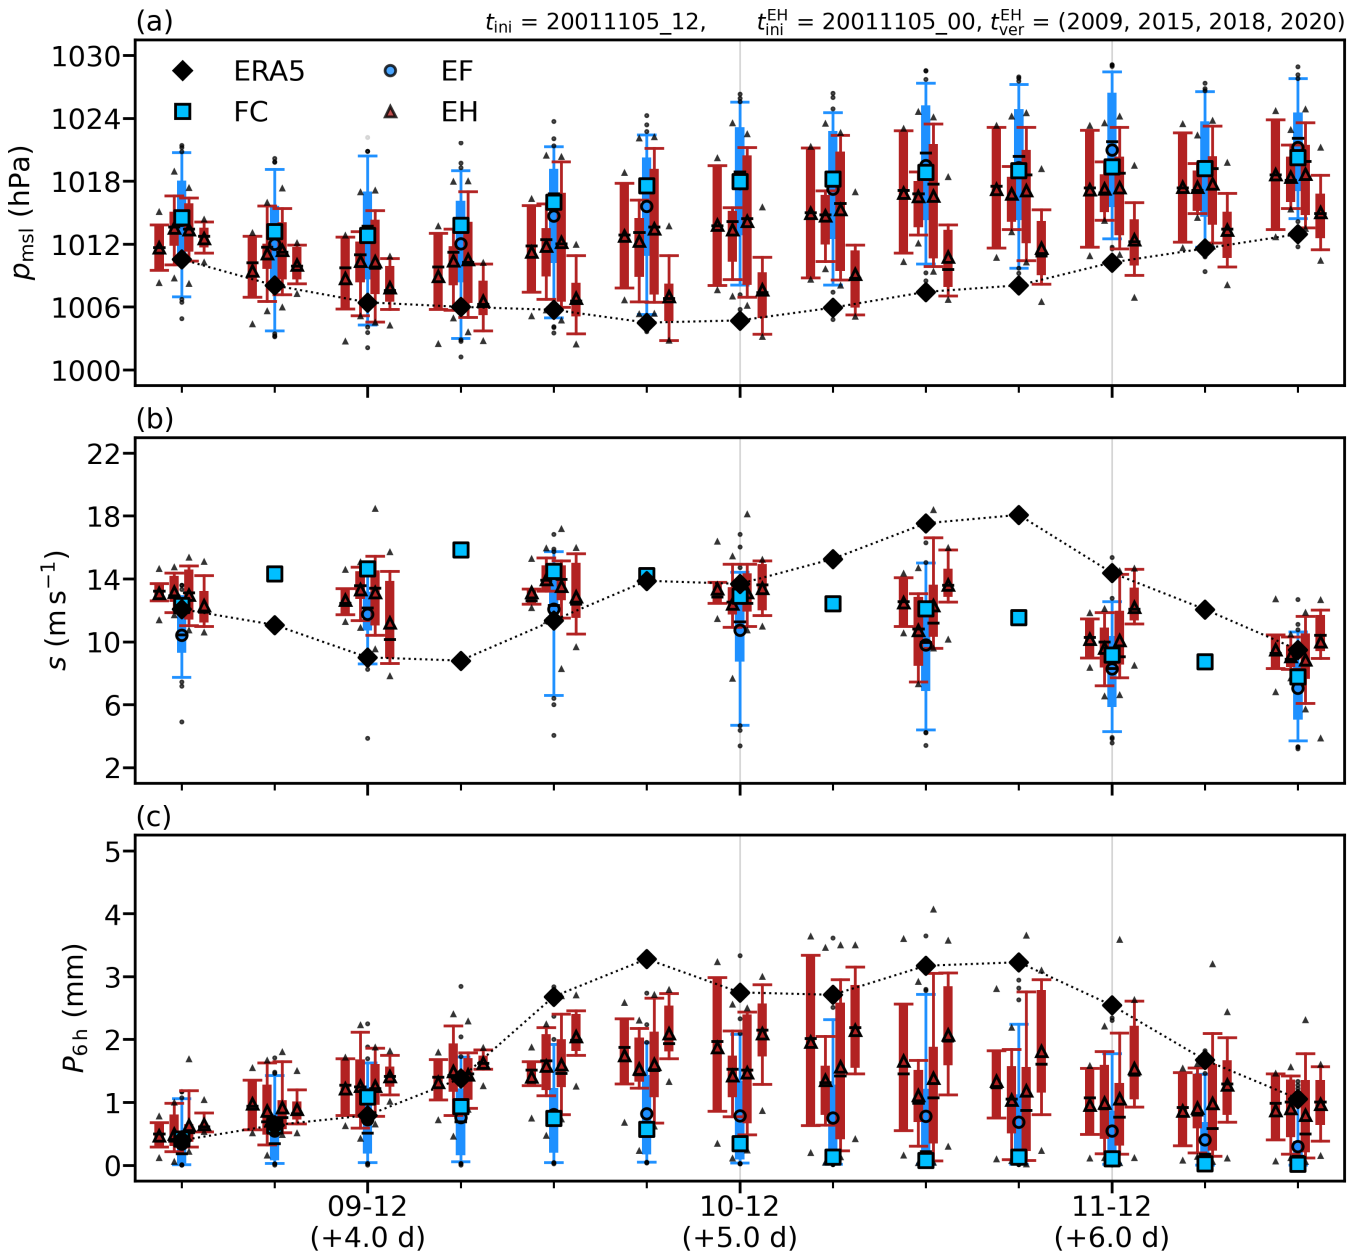 (a) t_ini = 20011105_12, t_ini^EH = 20011105_00, t_ver^EH = (2009, 2015, 2018, 2020)
1030
1024
1018
1012
1006
1000
p_msl (hPa)
ERA5
FC
EF
EH
(b)
22
18
14
10
6
2
s (m s⁻¹)
(c)
5
4
3
2
1
0
P_6 h (mm)
09-12
(+4.0 d)
10-12
(+5.0 d)
11-12
(+6.0 d)